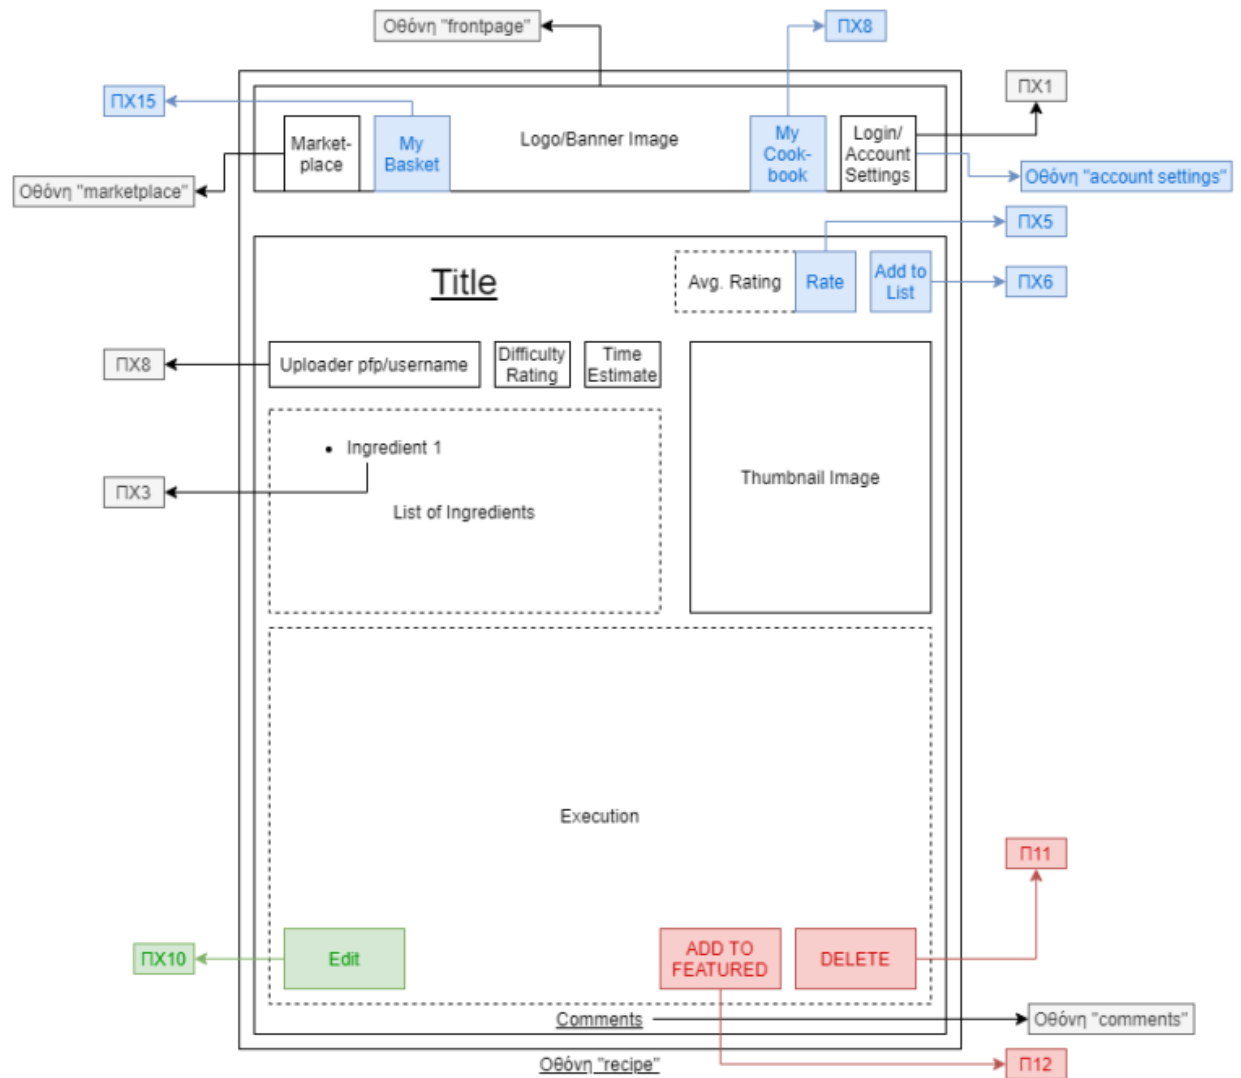 Οθόνη "frontpage"
ΠΧ8
ΠΧ15
ΠΧ1
Market-
place
My
Basket
Logo/Banner Image
My
Cook-
book
Login/
Account
Settings
Οθόνη "marketplace"
Οθόνη "account settings"
ΠΧ5
Title
Avg. Rating
Rate
Add to
List
ΠΧ6
ΠΧ8
Uploader pfp/username
Difficulty
Rating
Time
Estimate
• Ingredient 1
ΠΧ3
List of Ingredients
Thumbnail Image
Execution
Π11
ΠΧ10
Edit
ADD TO
FEATURED
DELETE
Comments
Οθόνη "comments"
Οθόνη "recipe"
Π12